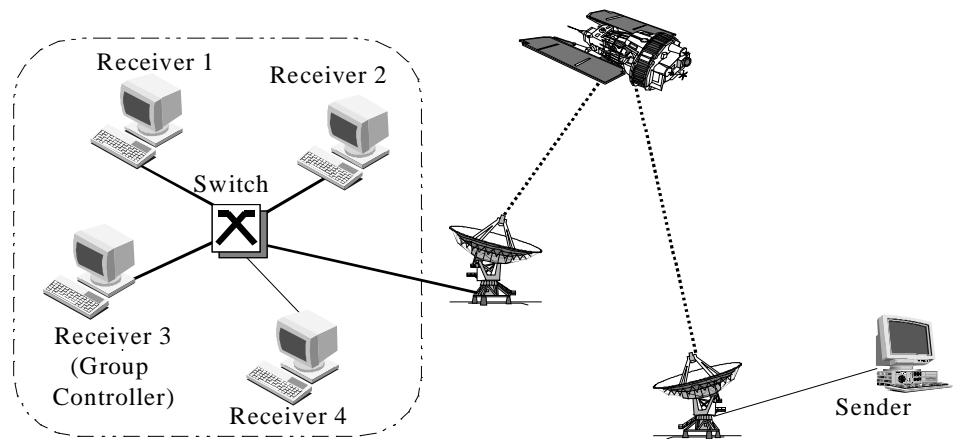 Receiver 1
Receiver 2
Switch
Receiver 3
(Group
Controller)
Receiver 4
Sender